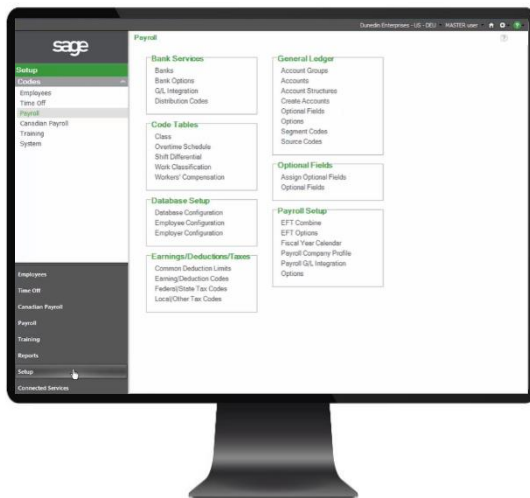 Dunedin Enterprises - US - DEU
MASTER user
sage
Payroll
Setup
Codes
Employees
Time Off
Payroll
Canadian Payroll
Training
System
Employees
Time Off
Canadian Payroll
Payroll
Training
Reports
Setup
Connected Services
Bank Services
Banks
Bank Options
G/L Integration
Distribution Codes
Code Tables
Class
Overtime Schedule
Shift Differential
Work Classification
Workers' Compensation
Database Setup
Database Configuration
Employee Configuration
Employer Configuration
Earnings/Deductions/Taxes
Common Deduction Limits
Earning/Deduction Codes
Federal/State Tax Codes
Local/Other Tax Codes
General Ledger
Account Groups
Accounts
Account Structures
Create Accounts
Optional Fields
Options
Segment Codes
Source Codes
Optional Fields
Assign Optional Fields
Optional Fields
Payroll Setup
EFT Combine
EFT Options
Fiscal Year Calendar
Payroll Company Profile
Payroll G/L Integration
Options